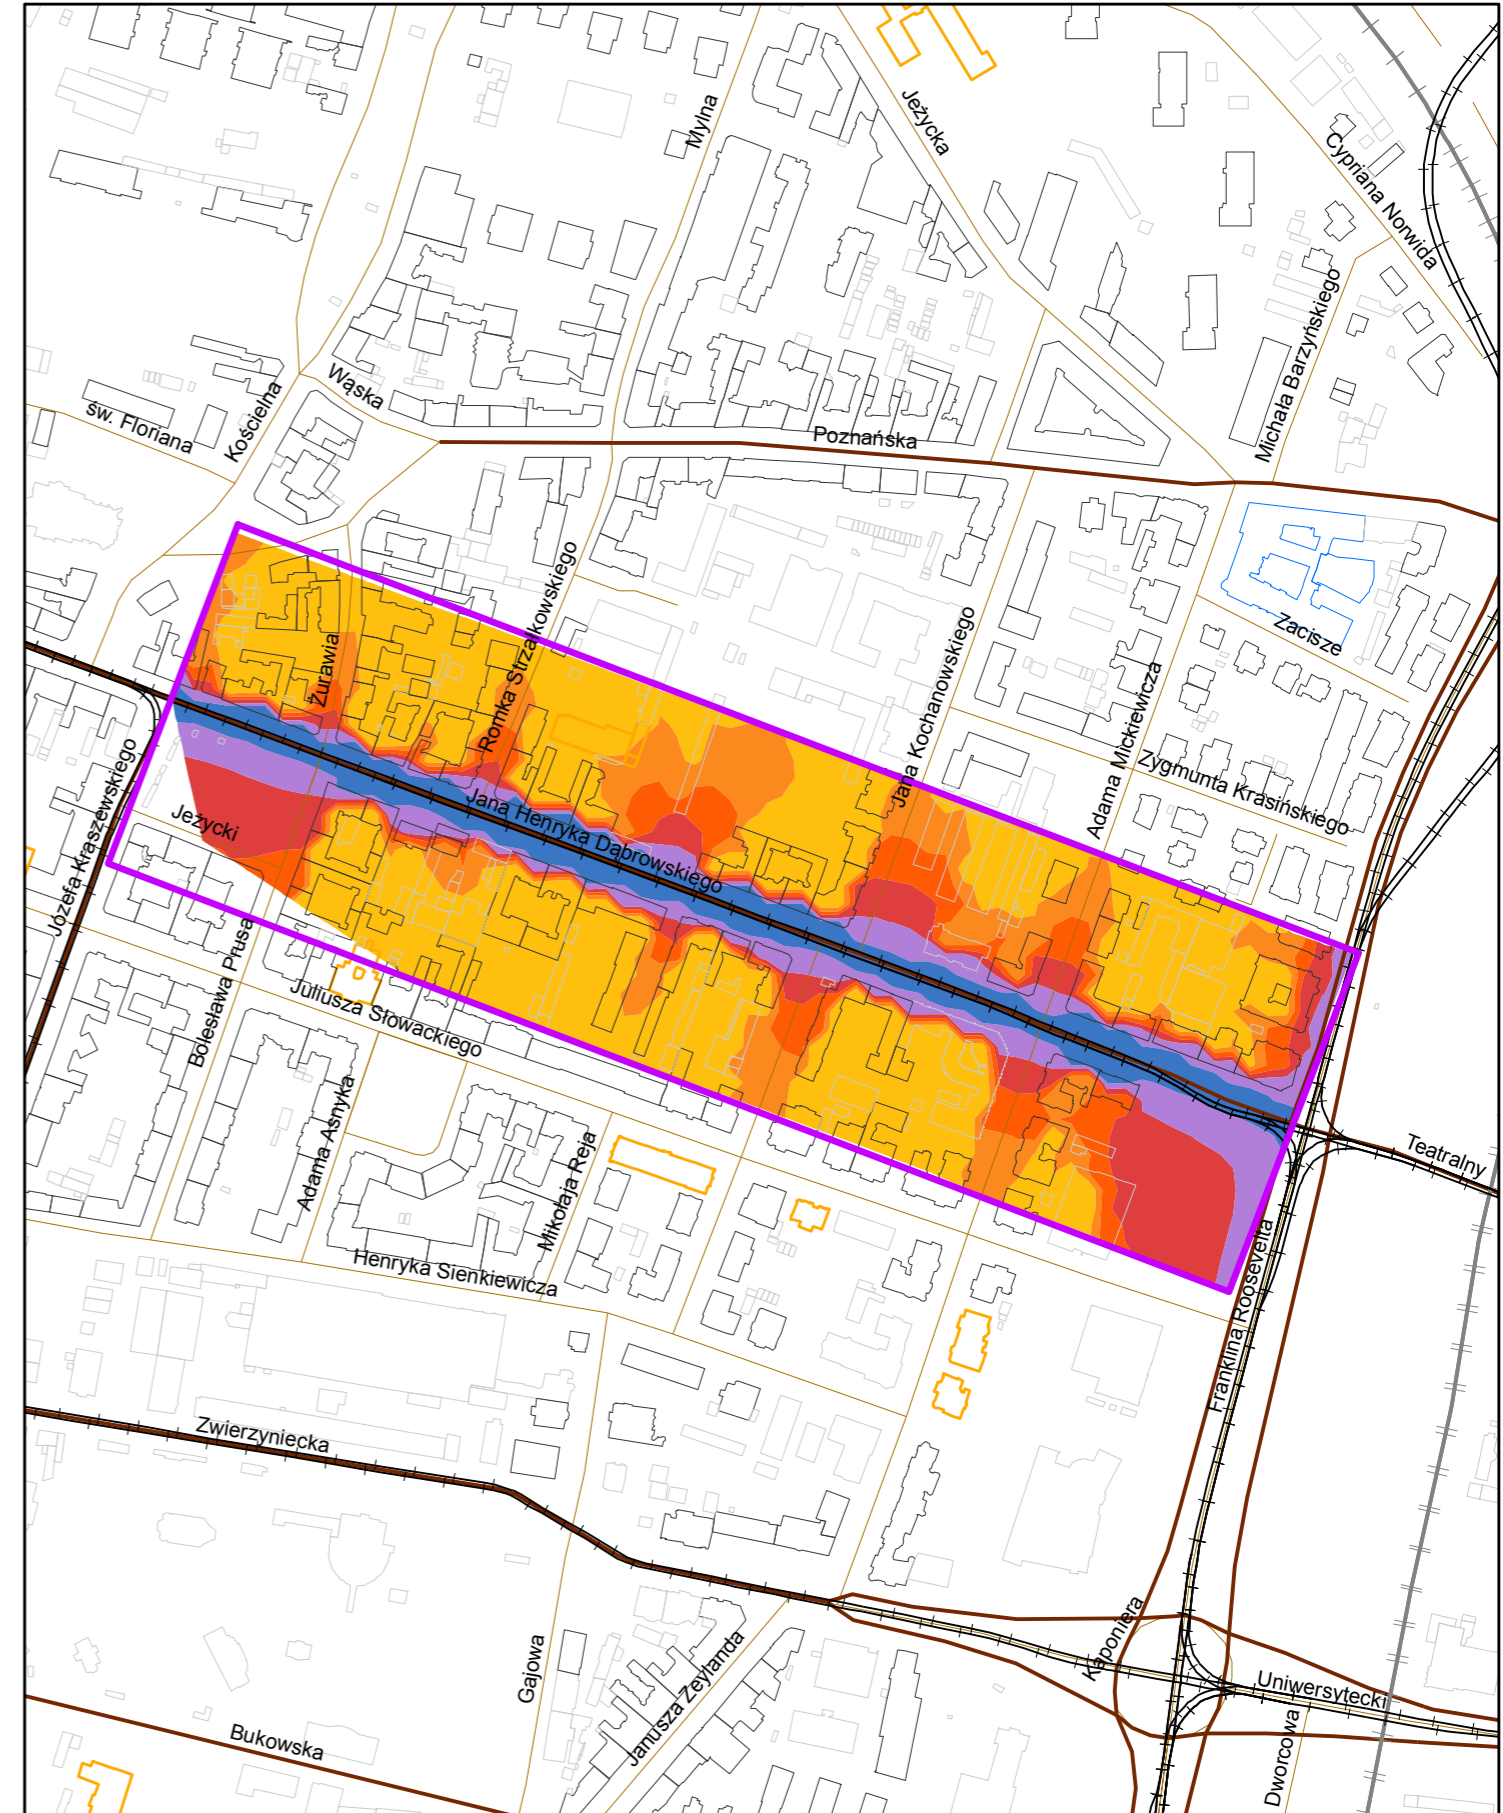 Mylna
Jeżycka
Cypriana Norwida
Michała Barzyńskiego
Wąska
Kościelna
św. Floriana
Poznańska
Zacisze
Romka Strzałkowskiego
Żurawia
Jana Kochanowskiego
Adama Mickiewicza
Zygmunta Krasińskiego
Józefa Kraszewskiego
Jeżycki
Jana Henryka Dąbrowskiego
Bolesława Prusa
Juliusza Słowackiego
Adama Asnyka
Mikołaja Reja
Teatralny
Henryka Sienkiewicza
Franklina Roosevelta
Zwierzyniecka
Kaponiera
Gajowa
Janusza Zeylanda
Uniwersytecki
Bukowska
Dworcowa